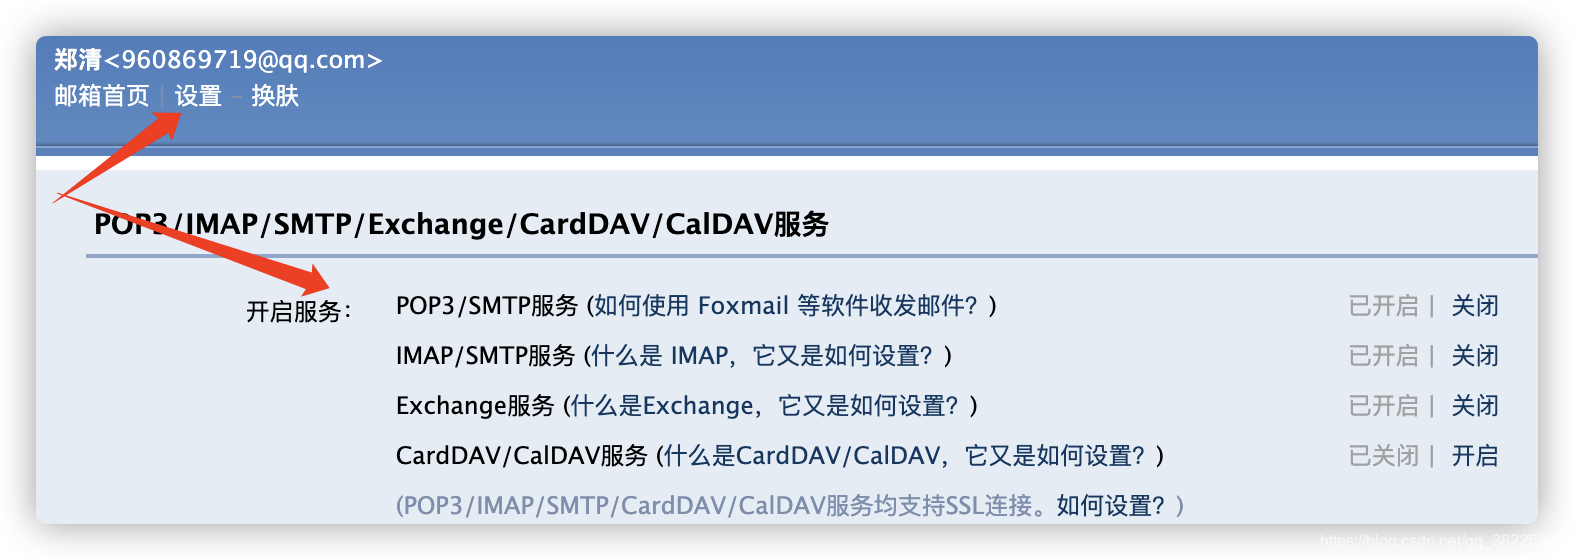 郑清<960869719@qq.com>
邮箱首页 | 设置 - 换肤
POP3/IMAP/SMTP/Exchange/CardDAV/CalDAV服务
开启服务： POP3/SMTP服务 (如何使用 Foxmail 等软件收发邮件？) 已开启 | 关闭
IMAP/SMTP服务 (什么是 IMAP，它又是如何设置？) 已开启 | 关闭
Exchange服务 (什么是Exchange，它又是如何设置？) 已开启 | 关闭
CardDAV/CalDAV服务 (什么是CardDAV/CalDAV，它又是如何设置？) 已关闭 | 开启
(POP3/IMAP/SMTP/CardDAV/CalDAV服务均支持SSL连接。如何设置？)